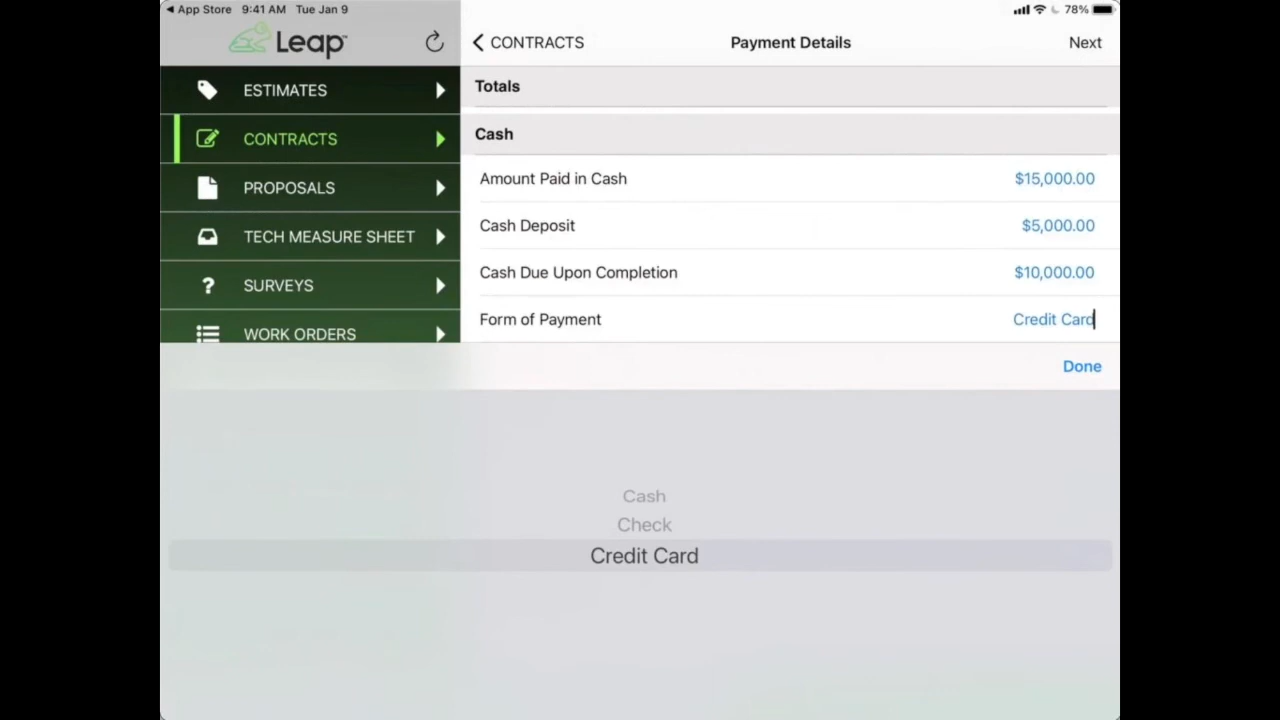 App Store 9:41 AM Tue Jan 9
78%
Leap™
CONTRACTS
Payment Details
Next
ESTIMATES
CONTRACTS
PROPOSALS
TECH MEASURE SHEET
SURVEYS
WORK ORDERS
Totals
Cash
Amount Paid in Cash $15,000.00
Cash Deposit $5,000.00
Cash Due Upon Completion $10,000.00
Form of Payment Credit Card
Done
Cash
Check
Credit Card